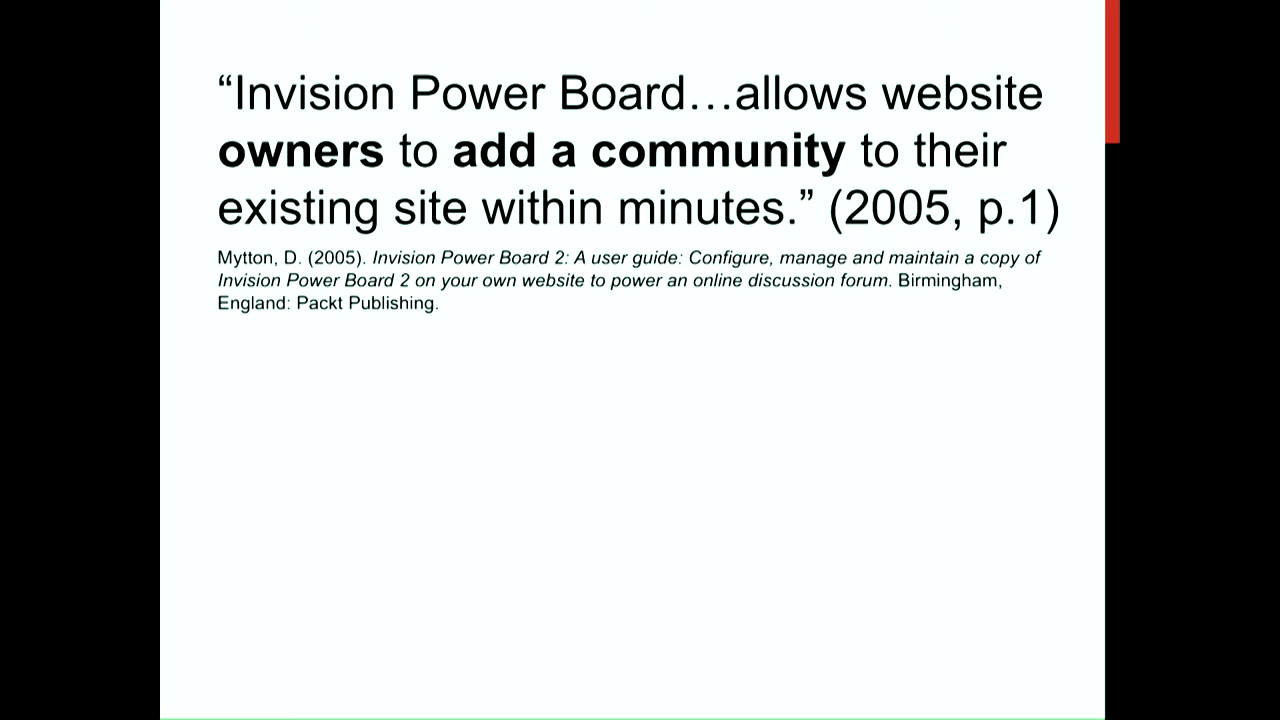 “Invision Power Board…allows website
owners to add a community to their
existing site within minutes.” (2005, p.1)
Mytton, D. (2005). Invision Power Board 2: A user guide: Configure, manage and maintain a copy of
Invision Power Board 2 on your own website to power an online discussion forum. Birmingham,
England: Packt Publishing.